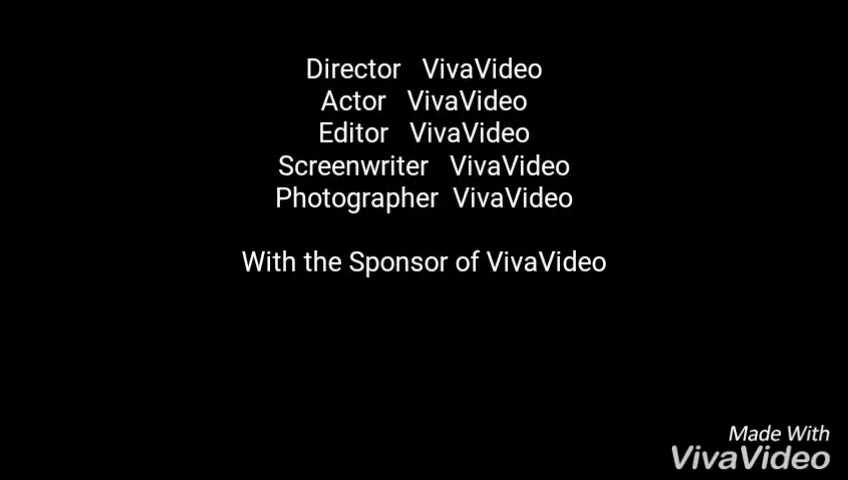 Director VivaVideo
Actor VivaVideo
Editor VivaVideo
Screenwriter VivaVideo
Photographer VivaVideo
With the Sponsor of VivaVideo
Made With
VivaVideo